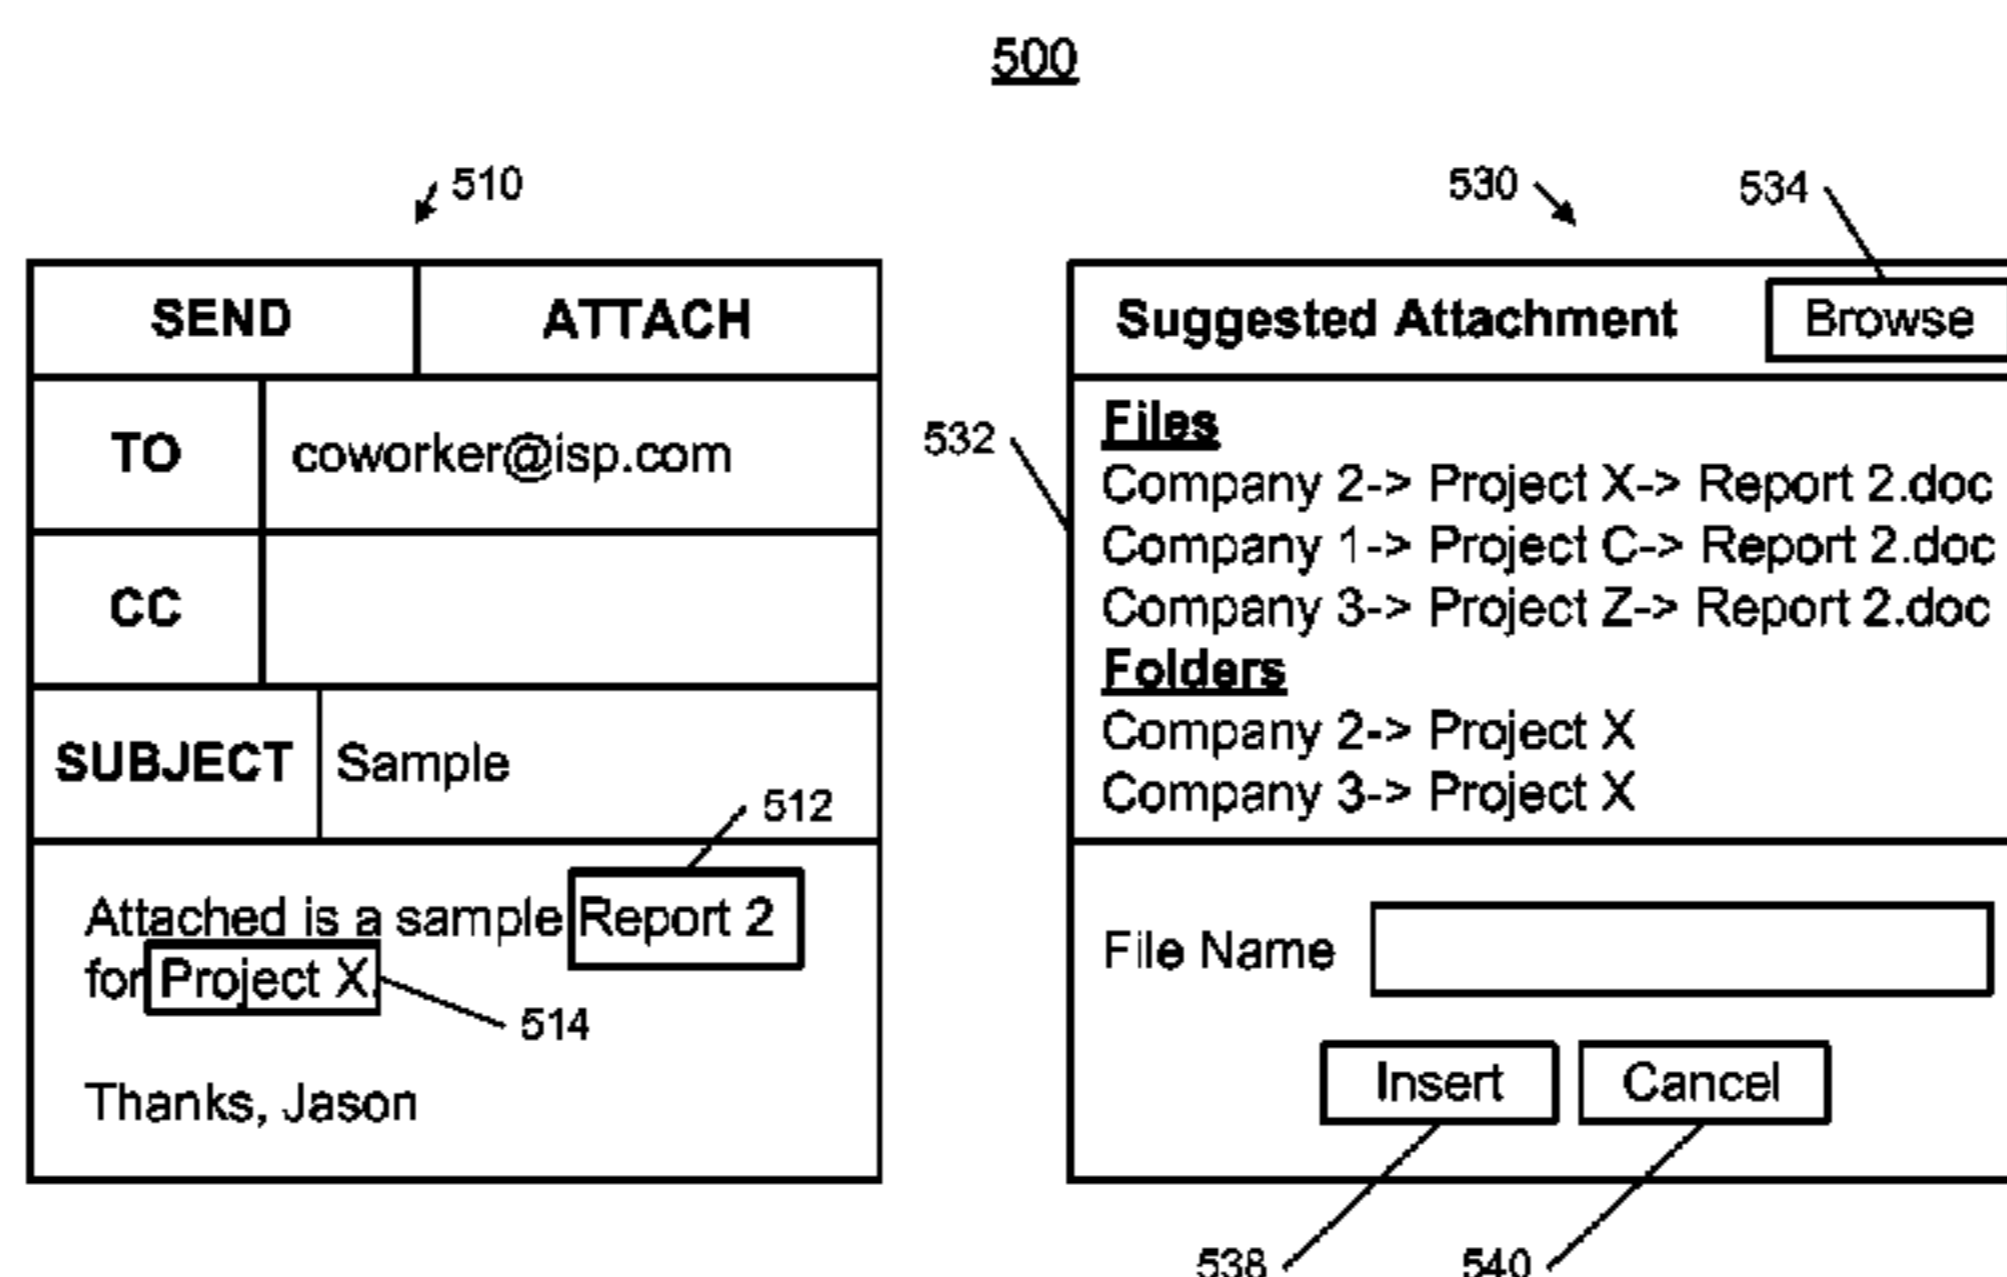 500
510
SEND ATTACH
TO coworker@isp.com
CC
SUBJECT Sample
512
Attached is a sample Report 2
for Project X.
514
Thanks, Jason
530
534
Suggested Attachment Browse
532
Files
Company 2-> Project X-> Report 2.doc
Company 1-> Project C-> Report 2.doc
Company 3-> Project Z-> Report 2.doc
Folders
Company 2-> Project X
Company 3-> Project X
File Name
Insert Cancel
538 540